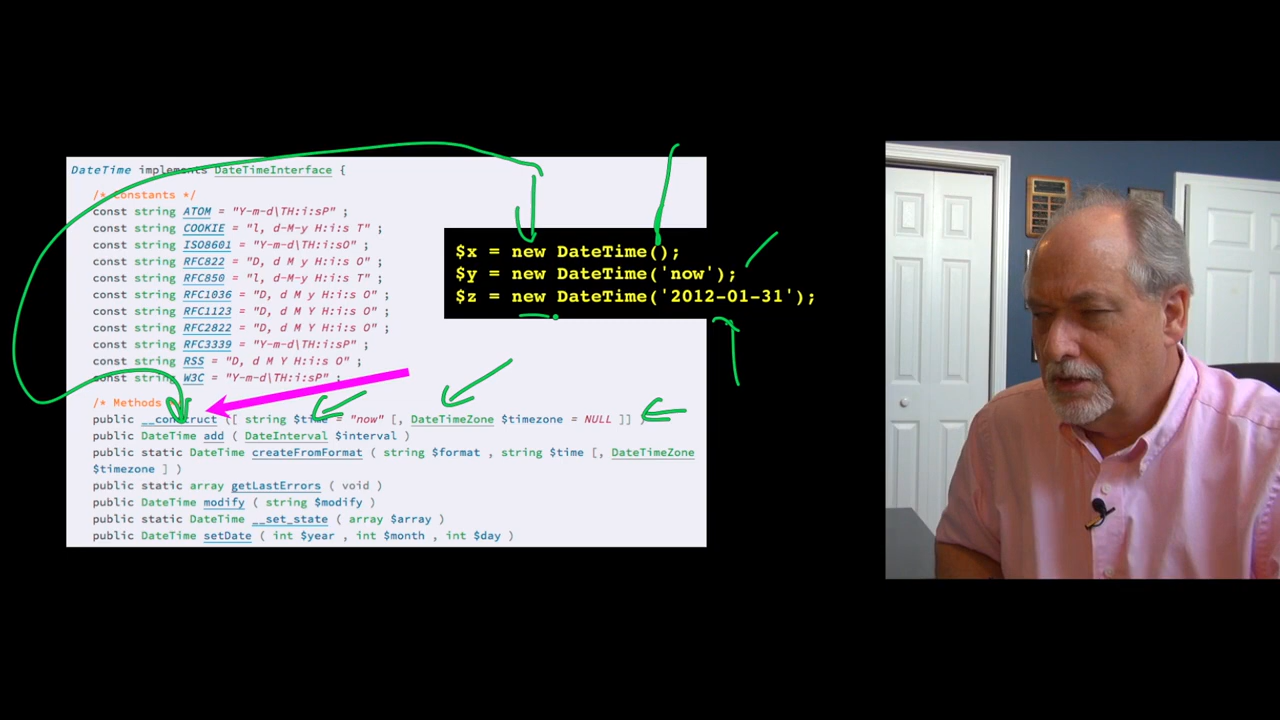 DateTime implements DateTimeInterface {
/* Constants */
const string ATOM = "Y-m-d\TH:i:sP" ;
const string COOKIE = "l, d-M-y H:i:s T" ;
const string ISO8601 = "Y-m-d\TH:i:sO" ;
const string RFC822 = "D, d M y H:i:s O" ;
const string RFC850 = "l, d-M-y H:i:s T" ;
const string RFC1036 = "D, d M y H:i:s O" ;
const string RFC1123 = "D, d M Y H:i:s O" ;
const string RFC2822 = "D, d M Y H:i:s O" ;
const string RFC3339 = "Y-m-d\TH:i:sP" ;
const string RSS = "D, d M Y H:i:s O" ;
const string W3C = "Y-m-d\TH:i:sP" ;
/* Methods
public __construct ([ string $time = "now" [, DateTimeZone $timezone = NULL ]] )
public DateTime add ( DateInterval $interval )
public static DateTime createFromFormat ( string $format , string $time [, DateTimeZone
$timezone ] )
public static array getLastErrors ( void )
public DateTime modify ( string $modify )
public static DateTime __set_state ( array $array )
public DateTime setDate ( int $year , int $month , int $day )
$x = new DateTime();
$y = new DateTime('now');
$z = new DateTime('2012-01-31');